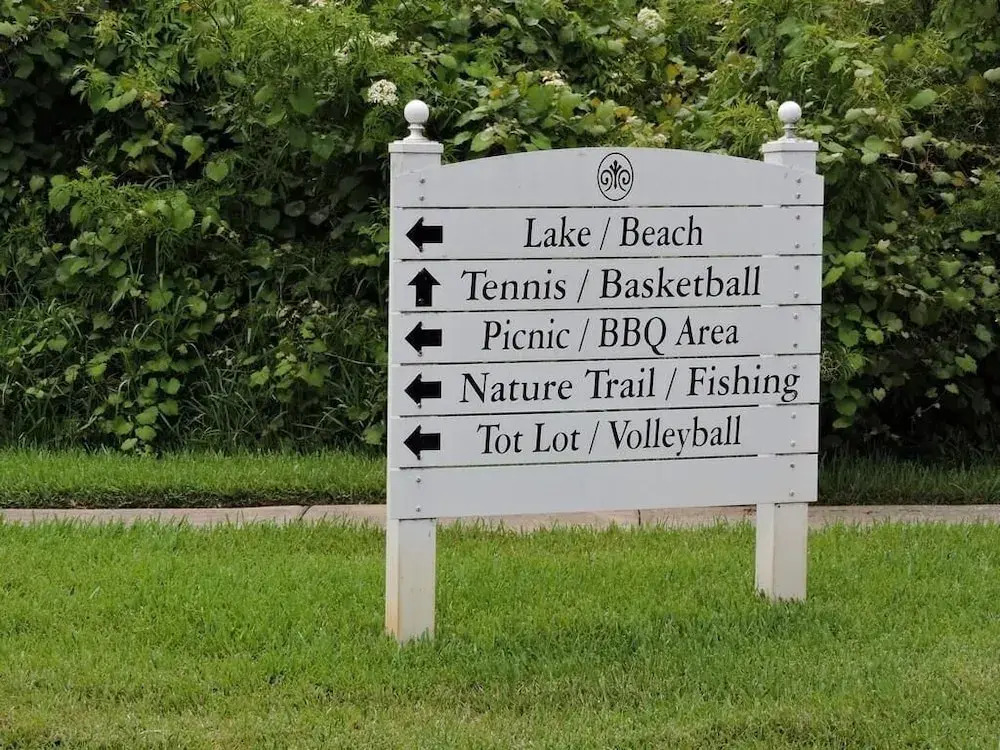 Lake / Beach
Tennis / Basketball
Picnic / BBQ Area
Nature Trail / Fishing
Tot Lot / Volleyball